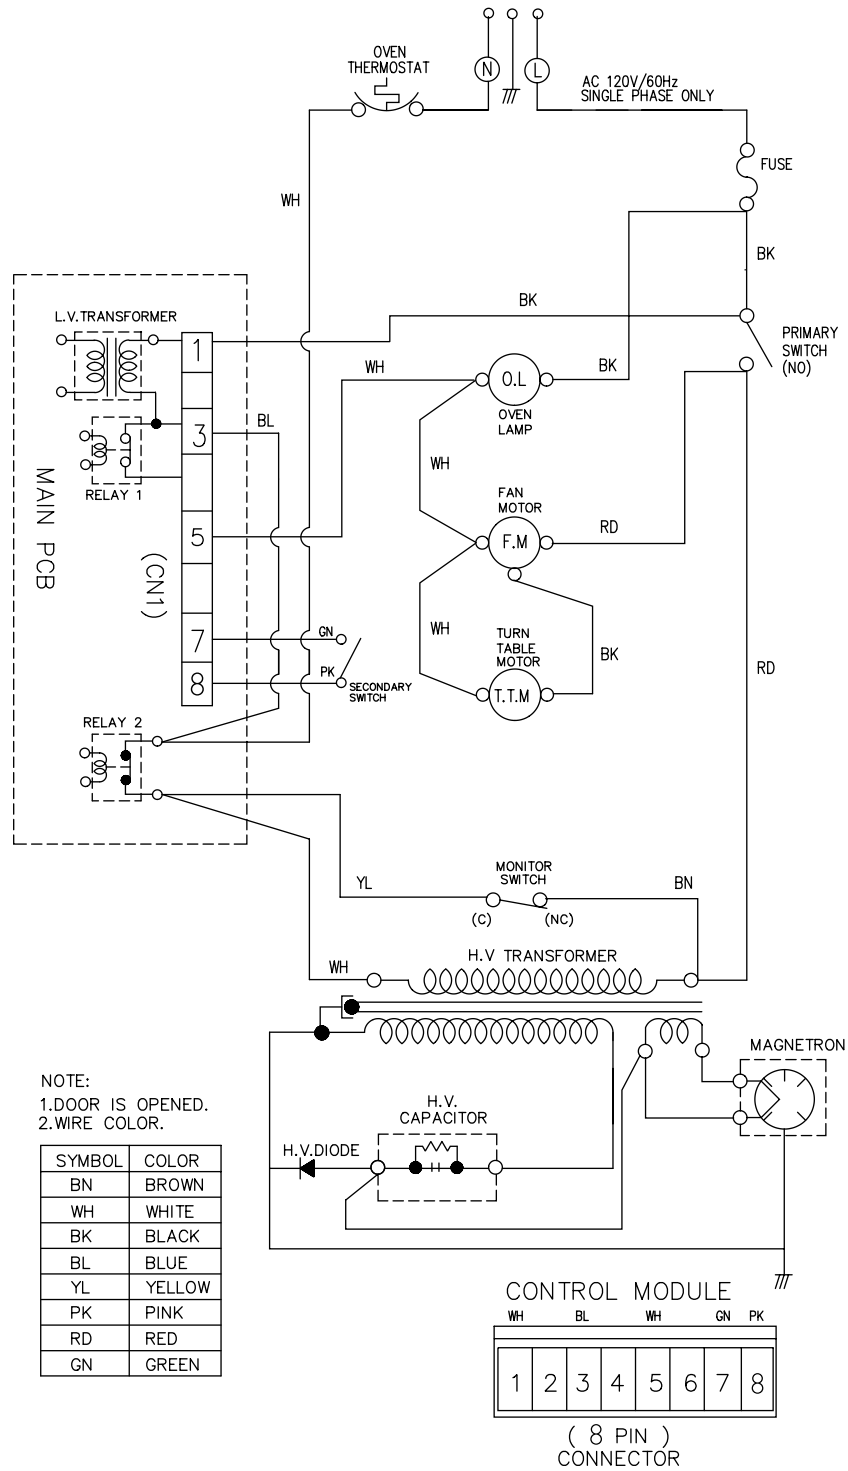 OVEN
THERMOSTAT
N
L
AC 120V/60Hz
SINGLE PHASE ONLY
FUSE
WH
BK
L.V.TRANSFORMER
BK
1
PRIMARY
SWITCH
(NO)
WH
O.L
BK
OVEN
LAMP
3
BL
WH
RELAY 1
MAIN PCB
(CN1)
FAN
MOTOR
5
F.M
RD
7
GN
WH
TURN
TABLE
MOTOR
BK
8
PK
SECONDARY
SWITCH
T.T.M
RD
RELAY 2
MONITOR
SWITCH
YL
BN
(C)
(NC)
H.V TRANSFORMER
WH
MAGNETRON
NOTE:
1.DOOR IS OPENED.
2.WIRE COLOR.
H.V.
CAPACITOR
H.V.DIODE
SYMBOL COLOR
BN BROWN
WH WHITE
BK BLACK
BL BLUE
YL YELLOW
PK PINK
RD RED
GN GREEN
CONTROL MODULE
WH BL WH GN PK
1 2 3 4 5 6 7 8
( 8 PIN )
CONNECTOR